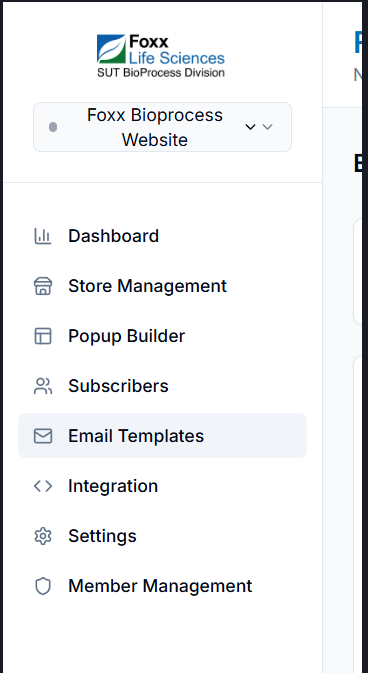 Foxx
Life Sciences
SUT BioProcess Division
Foxx Bioprocess
Website
Dashboard
Store Management
Popup Builder
Subscribers
Email Templates
Integration
Settings
Member Management